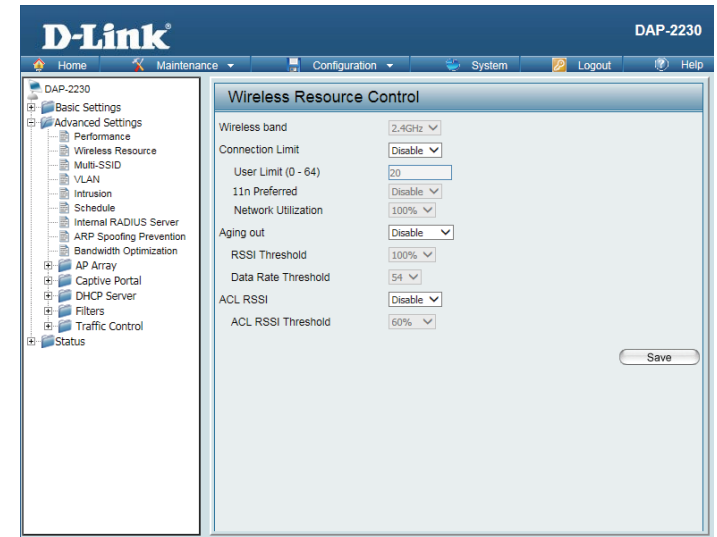 D-Link®
DAP-2230
Home Maintenance Configuration System Logout Help
DAP-2230
Basic Settings
Advanced Settings
Performance
Wireless Resource
Multi-SSID
VLAN
Intrusion
Schedule
Internal RADIUS Server
ARP Spoofing Prevention
Bandwidth Optimization
AP Array
Captive Portal
DHCP Server
Filters
Traffic Control
Status
Wireless Resource Control
Wireless band 2.4GHz
Connection Limit Disable
User Limit (0 - 64) 20
11n Preferred Disable
Network Utilization 100%
Aging out Disable
RSSI Threshold 100%
Data Rate Threshold 54
ACL RSSI Disable
ACL RSSI Threshold 60%
Save